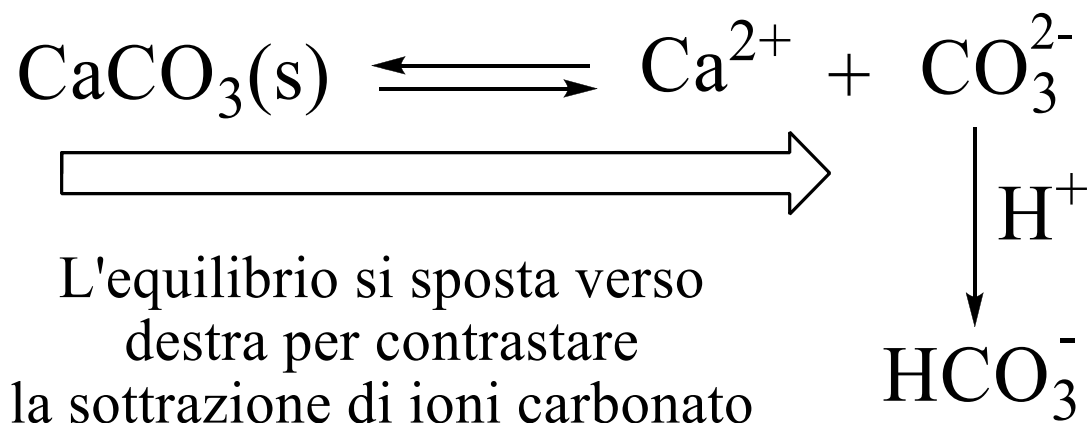 CaCO₃(s) ⇌ Ca²⁺ + CO₃²⁻
H⁺
HCO₃⁻
L'equilibrio si sposta verso
destra per contrastare
la sottrazione di ioni carbonato